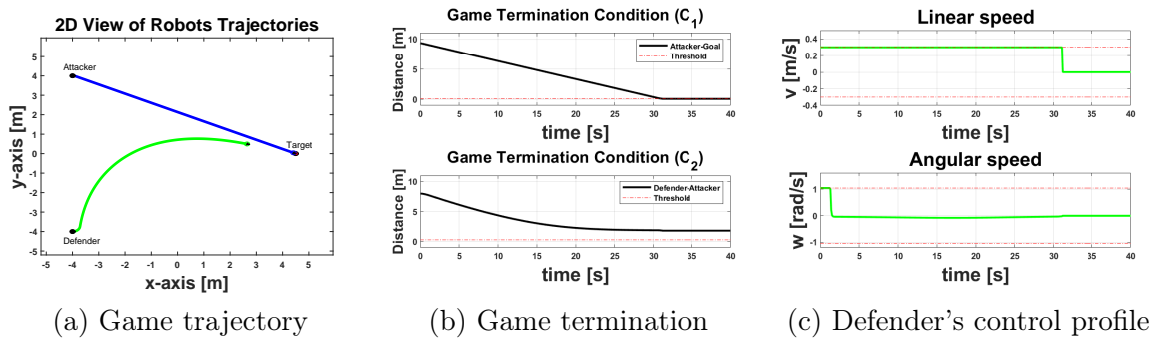 2D View of Robots Trajectories
5
4
3
2
1
0
-1
-2
-3
-4
-5
y-axis [m]
Attacker
Target
Defender
-5 -4 -3 -2 -1 0 1 2 3 4 5
x-axis [m]
(a) Game trajectory
Game Termination Condition (C1)
10
5
0
Distance [m]
Attacker-Goal
Threshold
0 5 10 15 20 25 30 35 40
time [s]
Game Termination Condition (C2)
10
5
0
Distance [m]
Defender-Attacker
Threshold
0 5 10 15 20 25 30 35 40
time [s]
(b) Game termination
Linear speed
0.4
0.2
0
-0.2
-0.4
v [m/s]
0 5 10 15 20 25 30 35 40
time [s]
Angular speed
1
0
-1
w [rad/s]
0 5 10 15 20 25 30 35 40
time [s]
(c) Defender's control profile